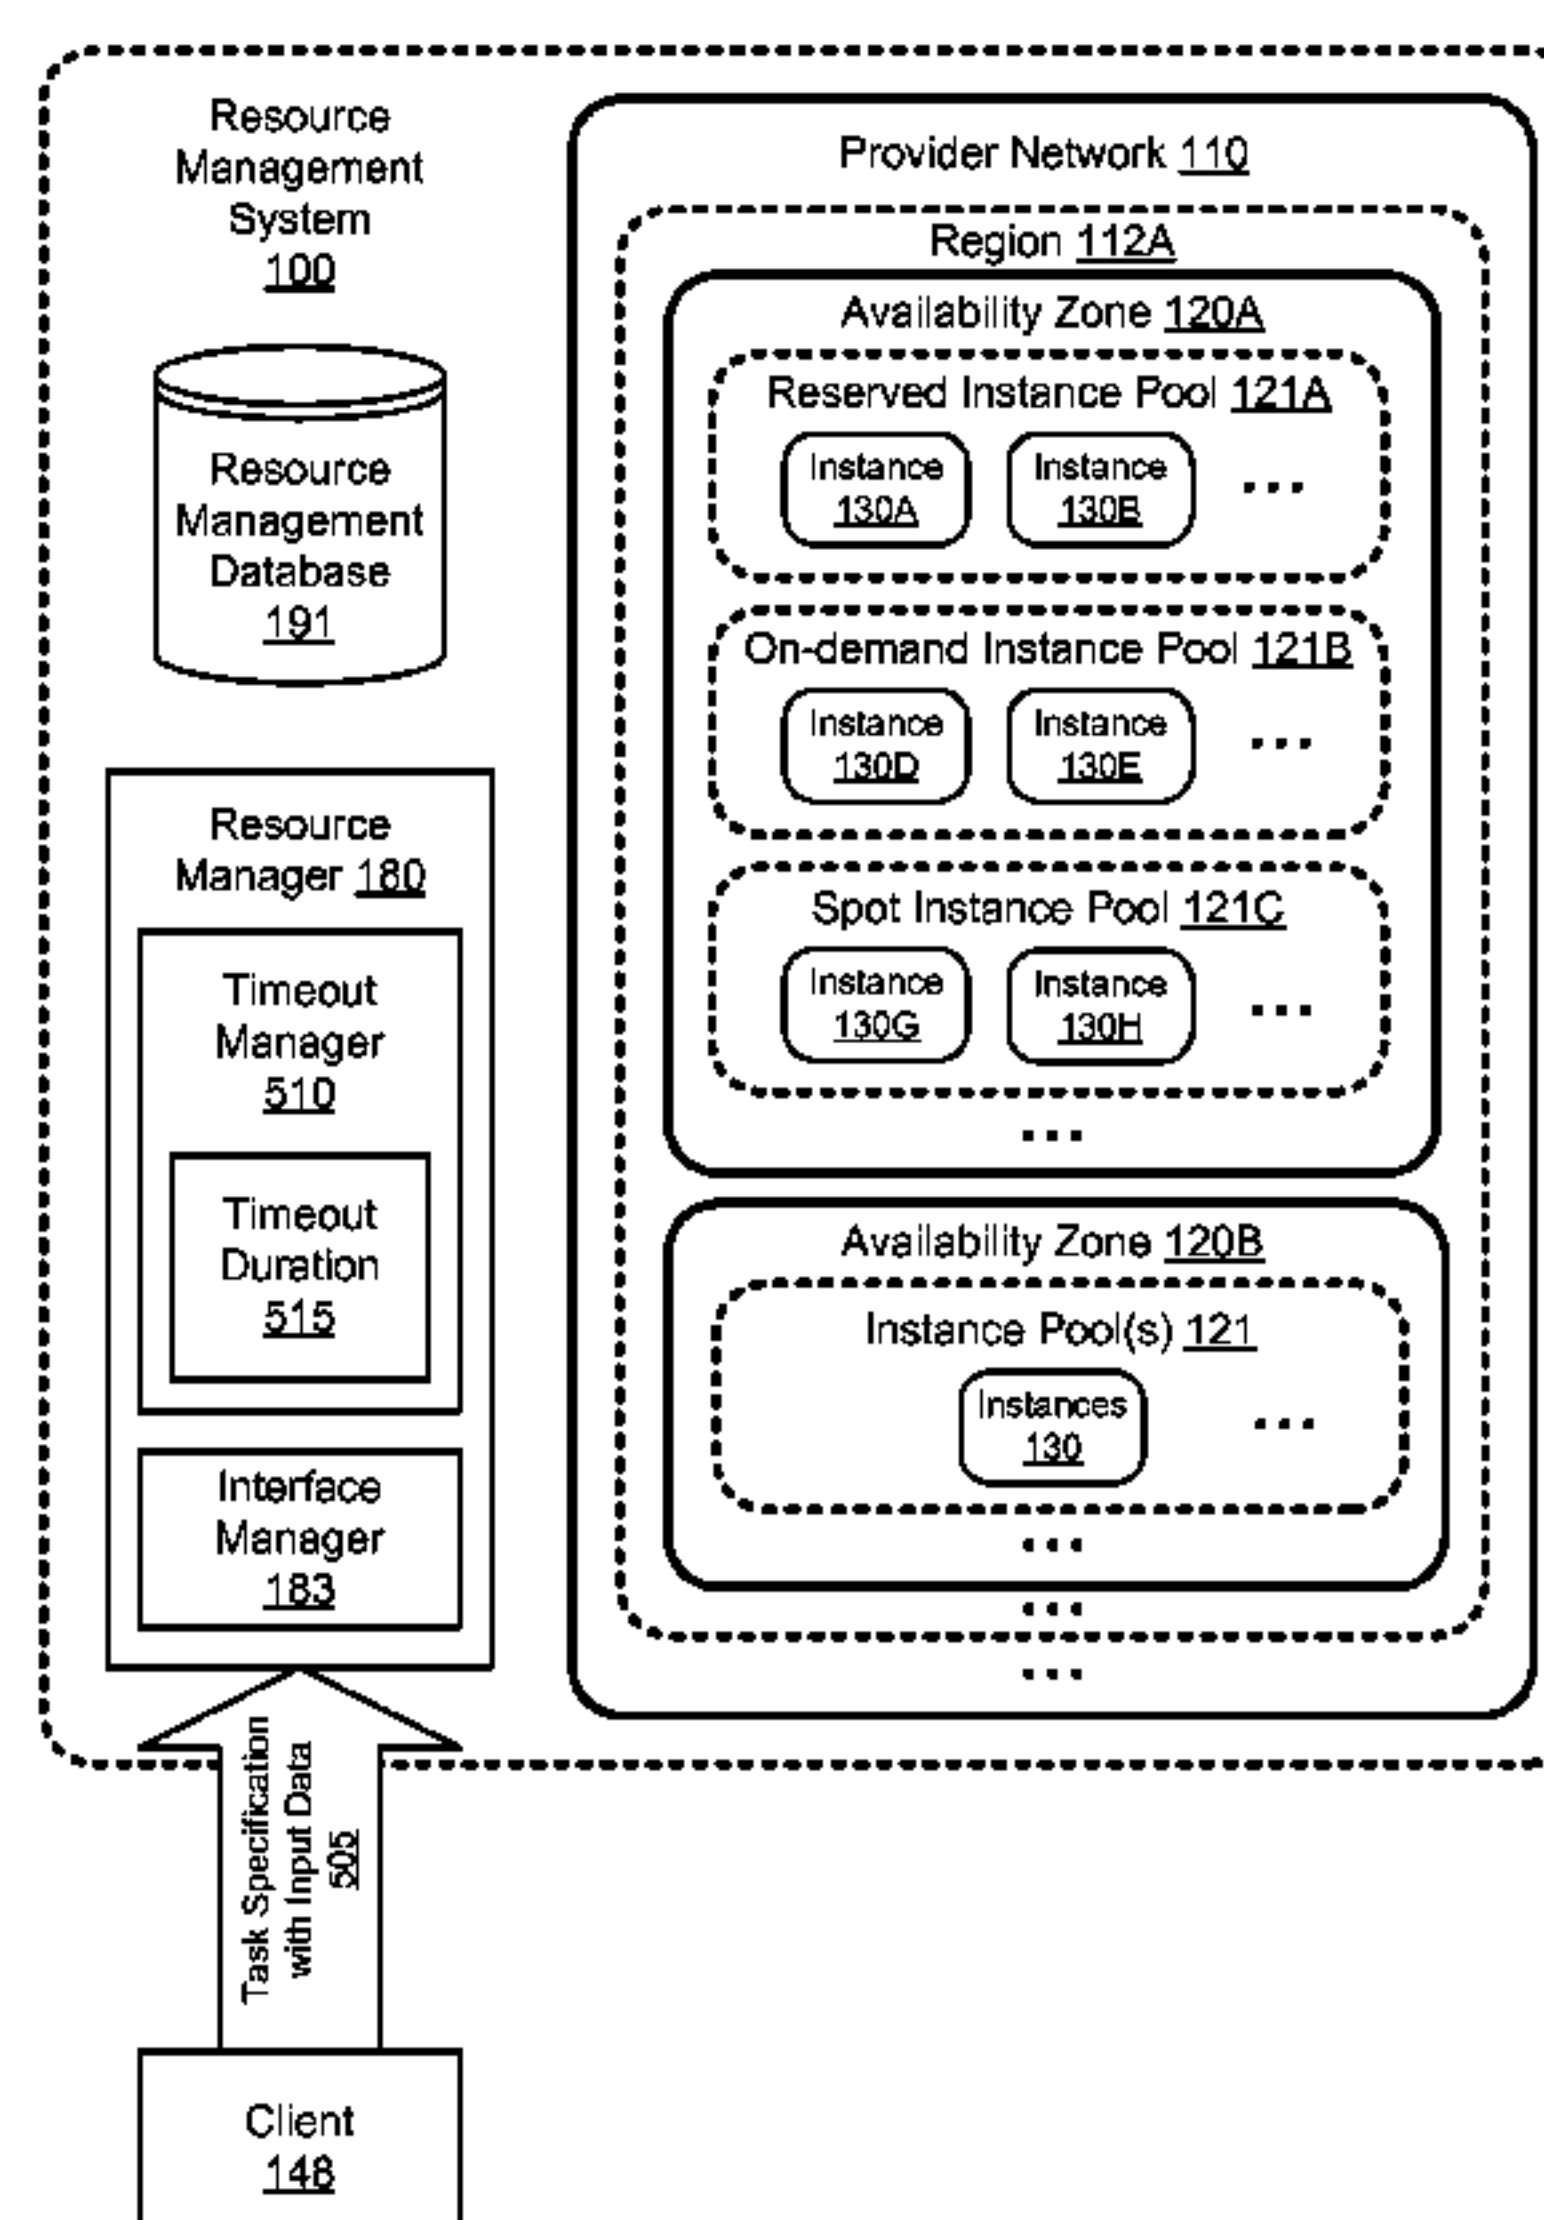 Resource
Management
System
100
Resource
Management
Database
191
Resource
Manager 180
Timeout
Manager
510
Timeout
Duration
515
Interface
Manager
183
Task Specification
with Input Data
505
Client
148
Provider Network 110
Region 112A
Availability Zone 120A
Reserved Instance Pool 121A
Instance
130A
Instance
130B
...
On-demand Instance Pool 121B
Instance
130D
Instance
130E
...
Spot Instance Pool 121C
Instance
130G
Instance
130H
...
...
Availability Zone 120B
Instance Pool(s) 121
Instances
130
...
...
...
...